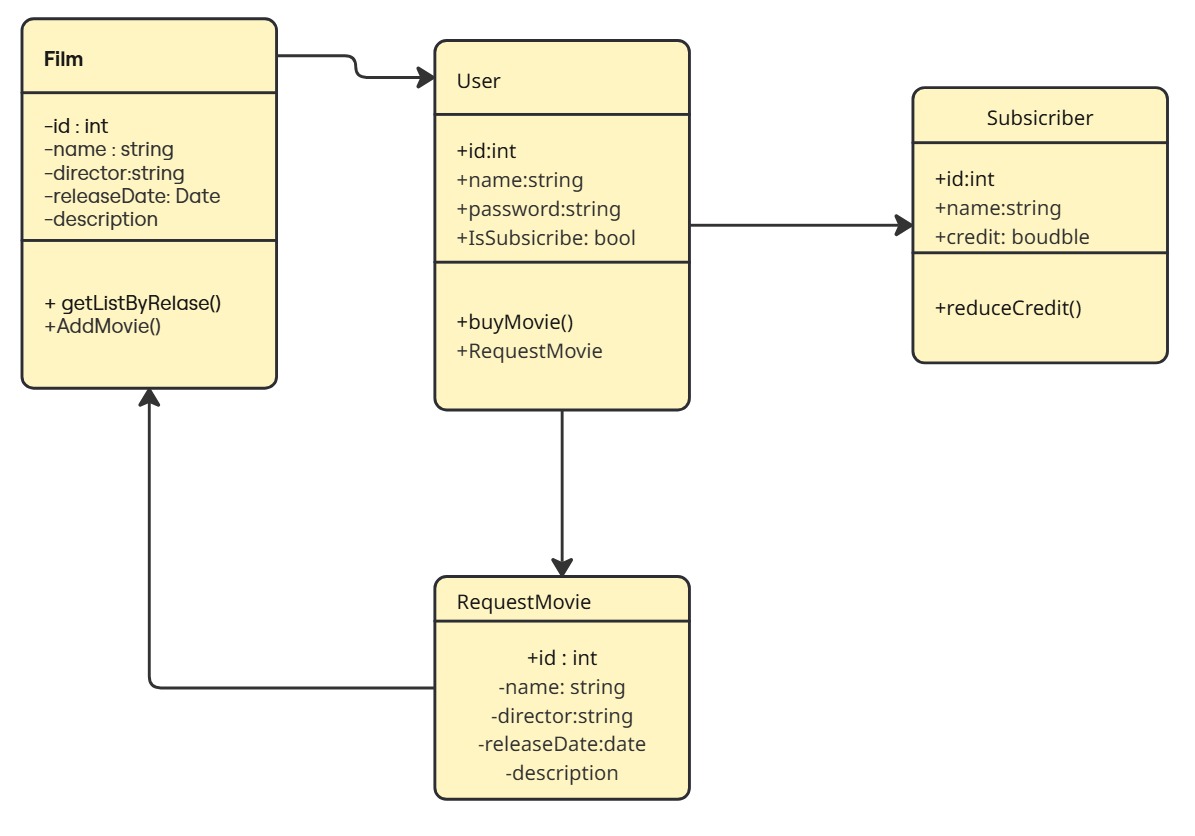 Film
-id : int
-name : string
-director:string
-releaseDate: Date
-description
+ getListByRelase()
+AddMovie()
User
+id:int
+name:string
+password:string
+IsSubsicribe: bool
+buyMovie()
+RequestMovie
Subsicriber
+id:int
+name:string
+credit: boudble
+reduceCredit()
RequestMovie
+id : int
-name: string
-director:string
-releaseDate:date
-description